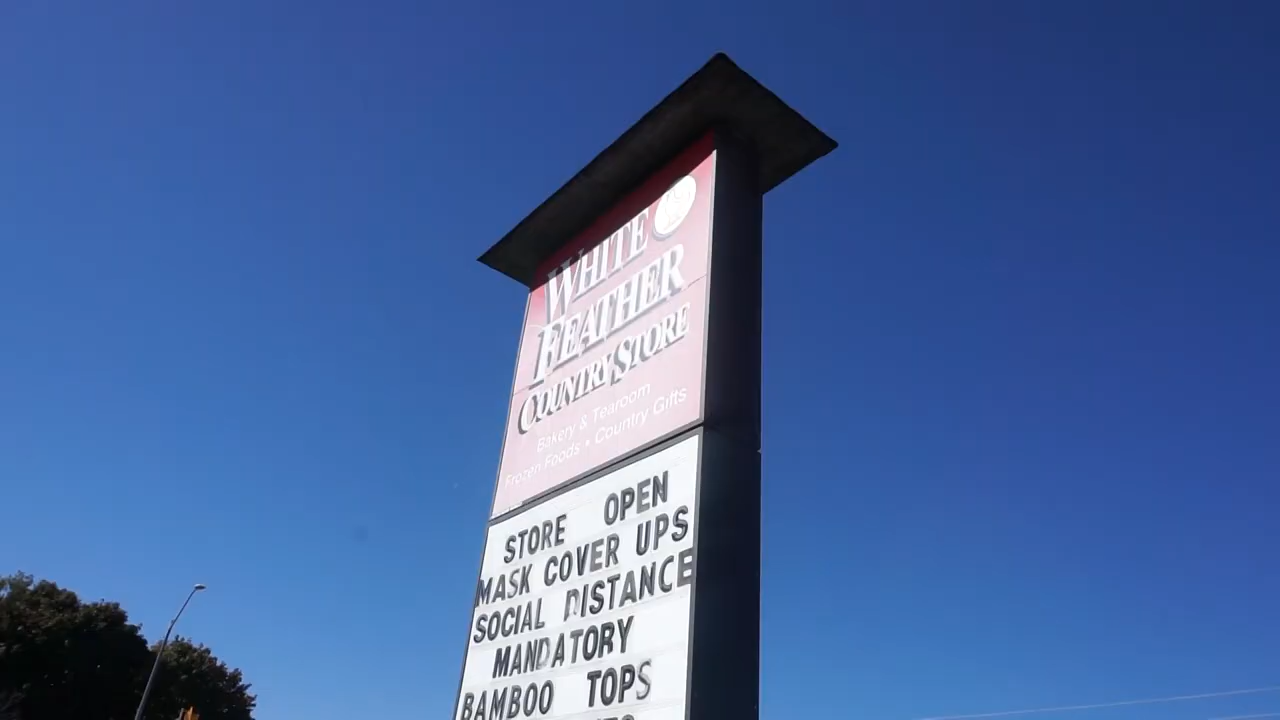 WHITE
FEATHER
COUNTRY STORE
Bakery & Tearoom
Frozen Foods • Country Gifts
STORE OPEN
MASK COVER UPS
SOCIAL DISTANCE
MANDATORY
BAMBOO TOPS